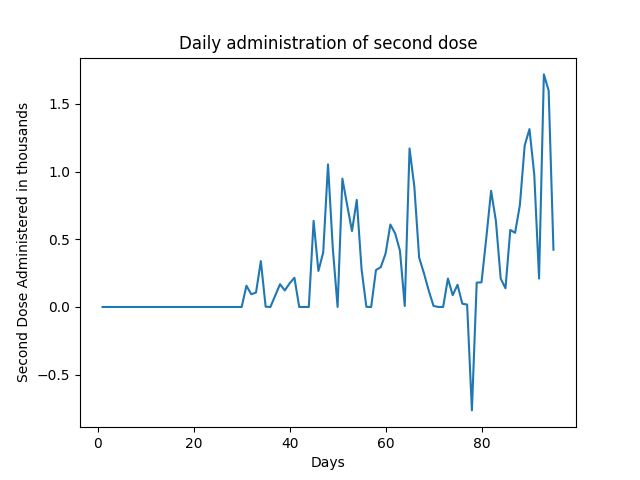 Daily administration of second dose
Second Dose Administered in thousands
1.5
1.0
0.5
0.0
−0.5
0 20 40 60 80
Days